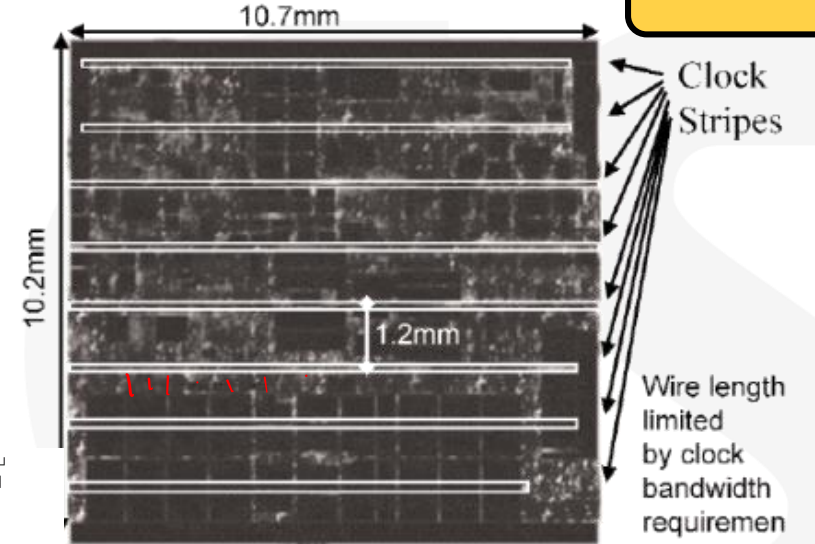 10.7mm
Clock
Stripes
10.2mm
1.2mm
Wire length
limited
by clock
bandwidth
requiremen